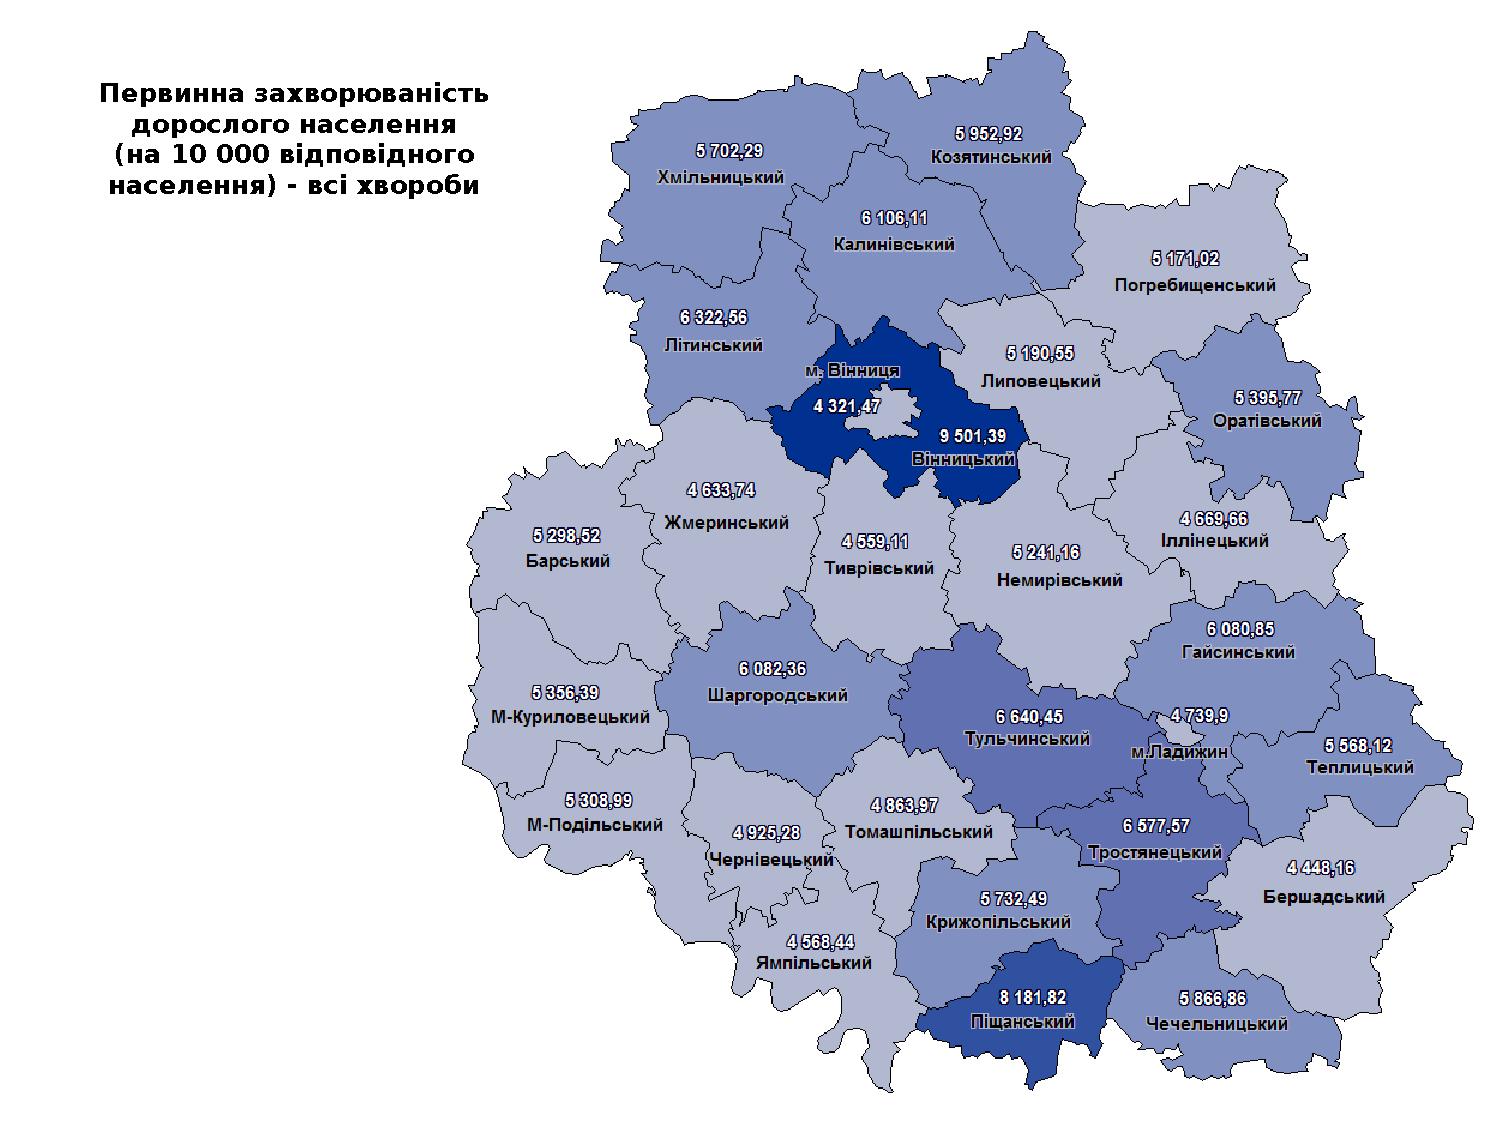 Первинна захворюваність
дорослого населення
(на 10 000 відповідного
населення) - всі хвороби
5 952,92
Козятинський
5 702,29
Хмільницький
6 106,11
Калинівський
5 171,02
Погребищенський
6 322,56
Літинський
5 190,55
Липовецький
м. Вінниця
4 321,47
5 395,77
Оратівський
9 501,39
Вінницький
4 633,74
Жмеринський
4 669,66
Іллінецький
5 298,52
Барський
4 559,11
Тиврівський
5 241,16
Немирівський
6 080,85
Гайсинський
6 082,36
Шаргородський
5 356,39
М-Куриловецький
6 640,45
Тульчинський
4 739,9
м.Ладижин
5 568,12
Теплицький
5 308,99
М-Подільський
4 925,28
Чернівецький
4 863,97
Томашпільський
6 577,57
Тростянецький
4 448,16
Бершадський
5 732,49
Крижопільський
4 568,44
Ямпільський
8 181,82
Піщанський
5 866,86
Чечельницький